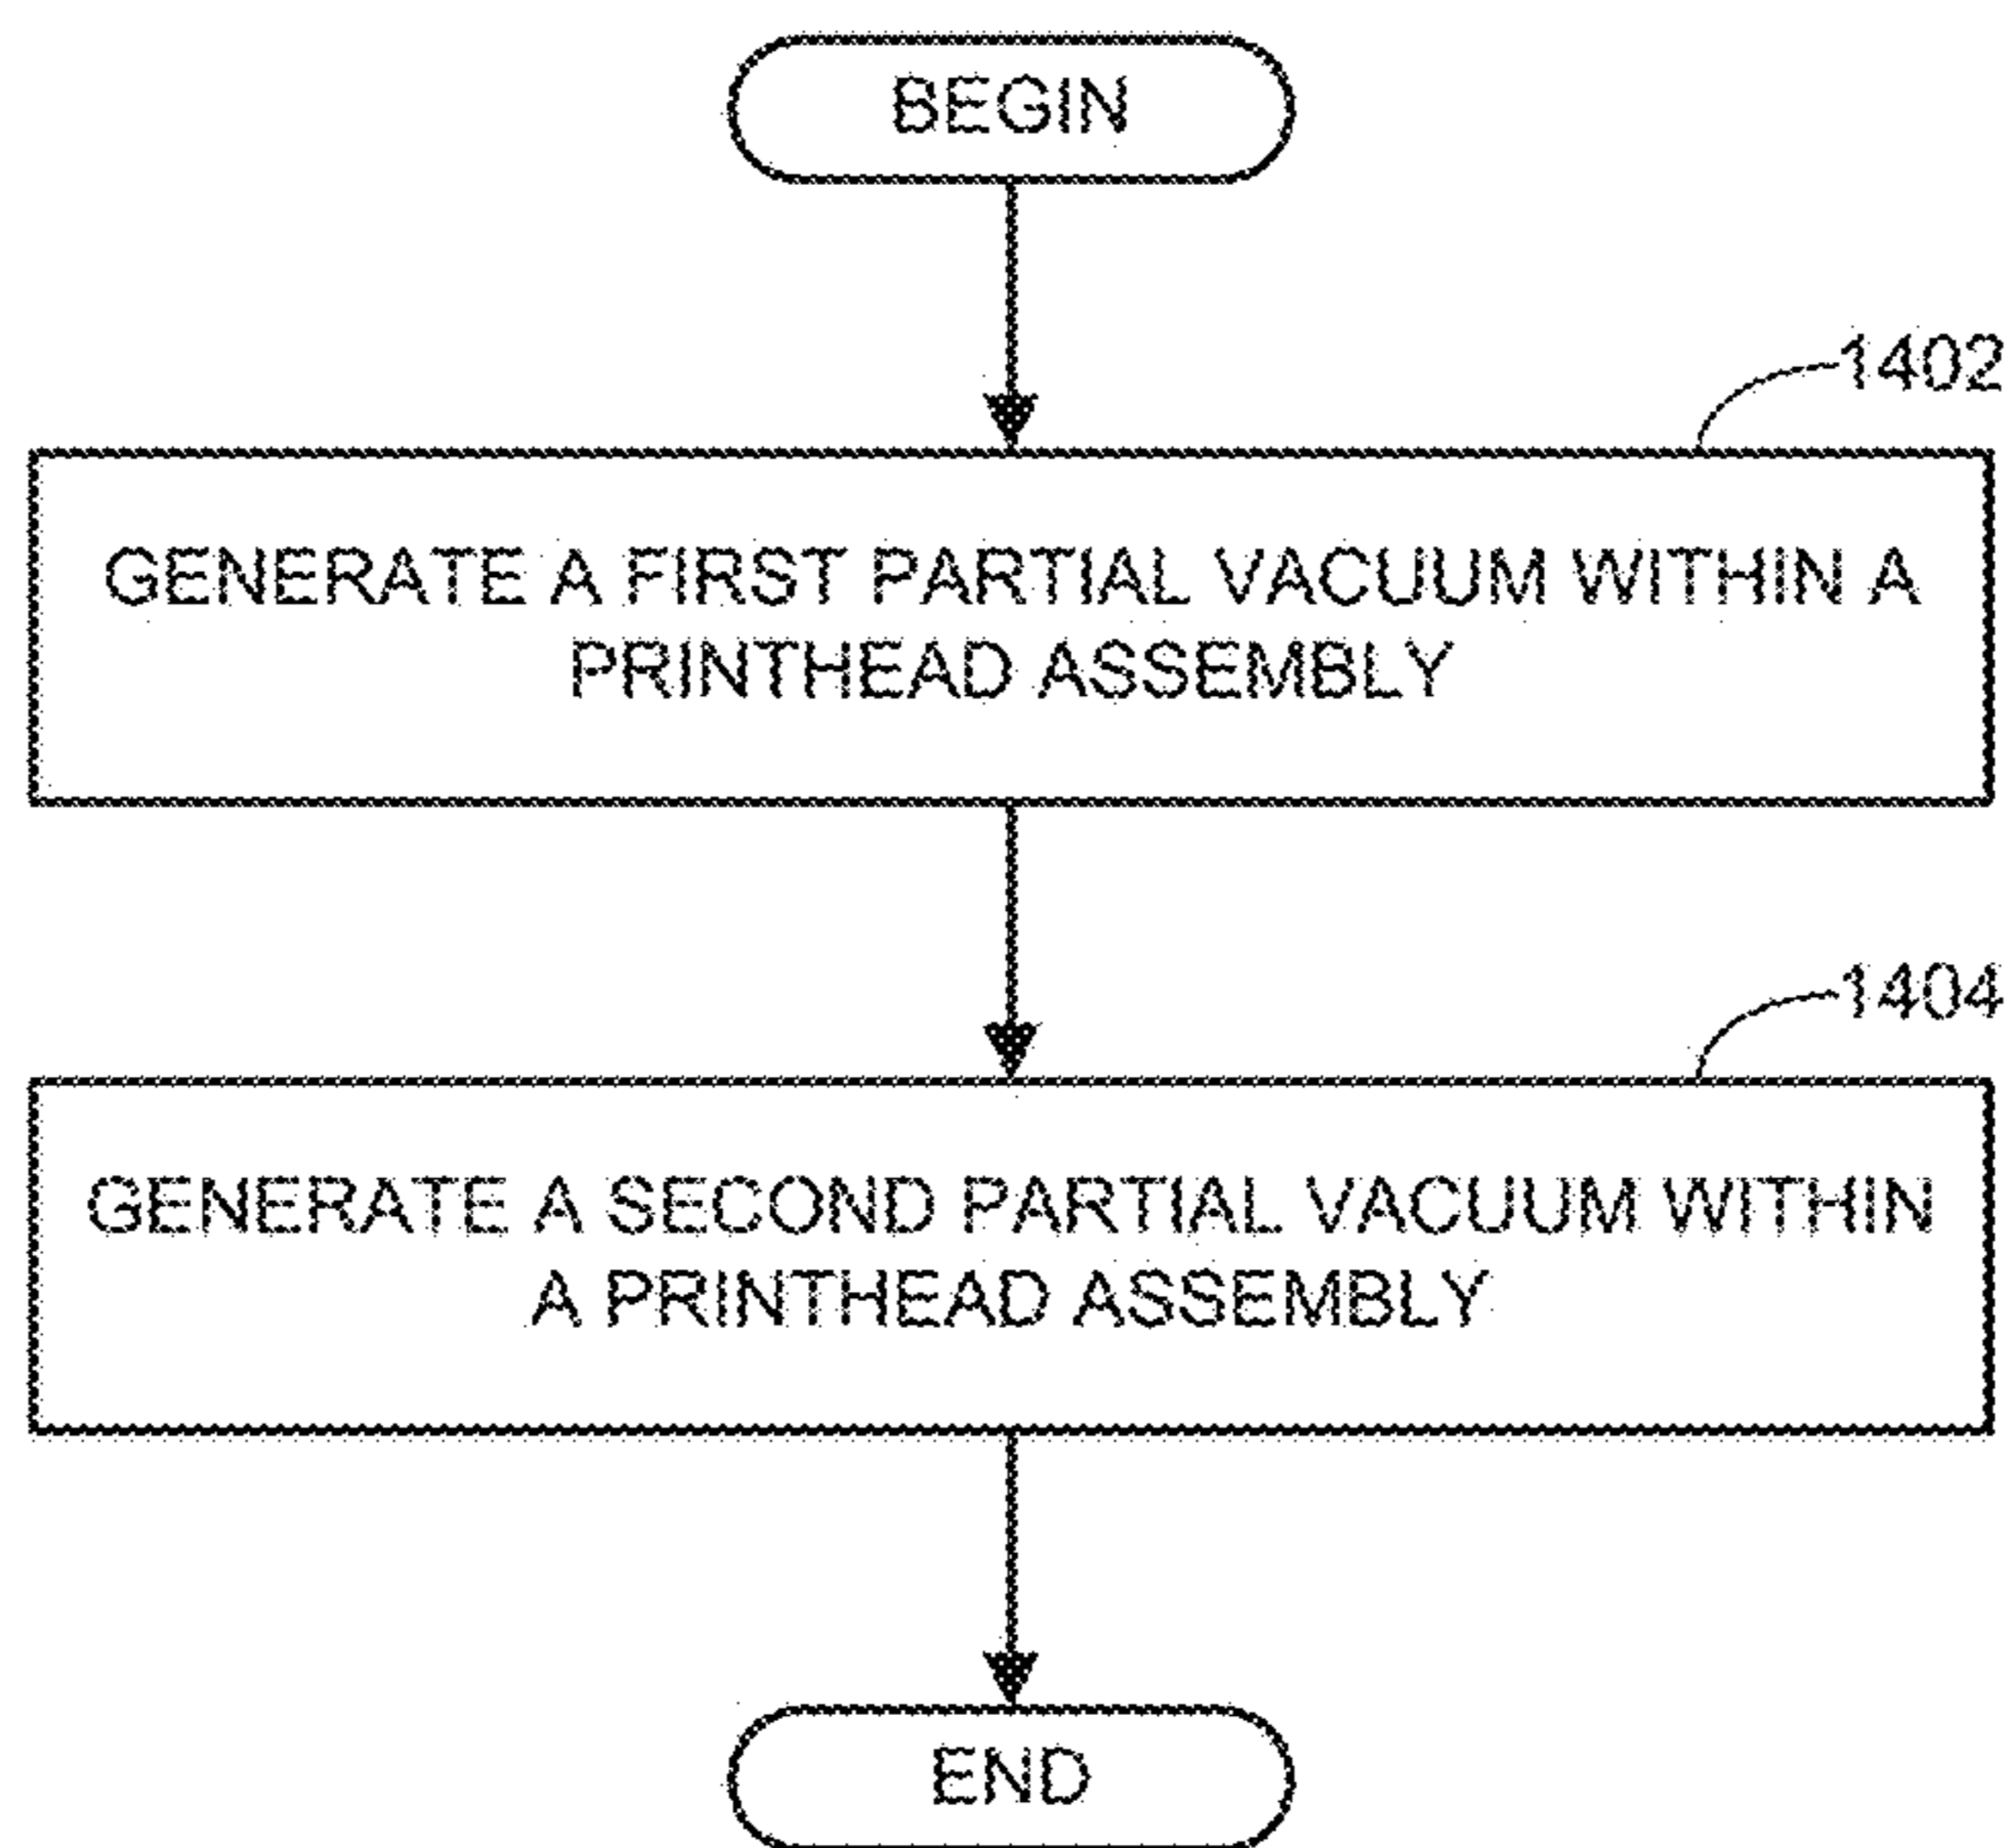 BEGIN
1402
GENERATE A FIRST PARTIAL VACUUM WITHIN A
PRINTHEAD ASSEMBLY
1404
GENERATE A SECOND PARTIAL VACUUM WITHIN
A PRINTHEAD ASSEMBLY
END